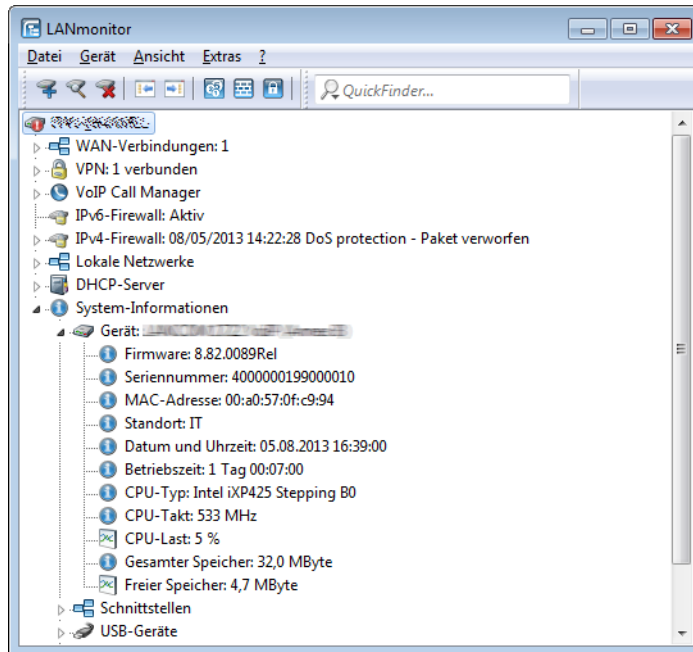 LANmonitor
Datei Gerät Ansicht Extras ?
QuickFinder...
WAN-Verbindungen: 1
VPN: 1 verbunden
VoIP Call Manager
IPv6-Firewall: Aktiv
IPv4-Firewall: 08/05/2013 14:22:28 DoS protection - Paket verworfen
Lokale Netzwerke
DHCP-Server
System-Informationen
Gerät:
Firmware: 8.82.0089Rel
Seriennummer: 4000000199000010
MAC-Adresse: 00:a0:57:0f:c9:94
Standort: IT
Datum und Uhrzeit: 05.08.2013 16:39:00
Betriebszeit: 1 Tag 00:07:00
CPU-Typ: Intel iXP425 Stepping B0
CPU-Takt: 533 MHz
CPU-Last: 5 %
Gesamter Speicher: 32,0 MByte
Freier Speicher: 4,7 MByte
Schnittstellen
USB-Geräte